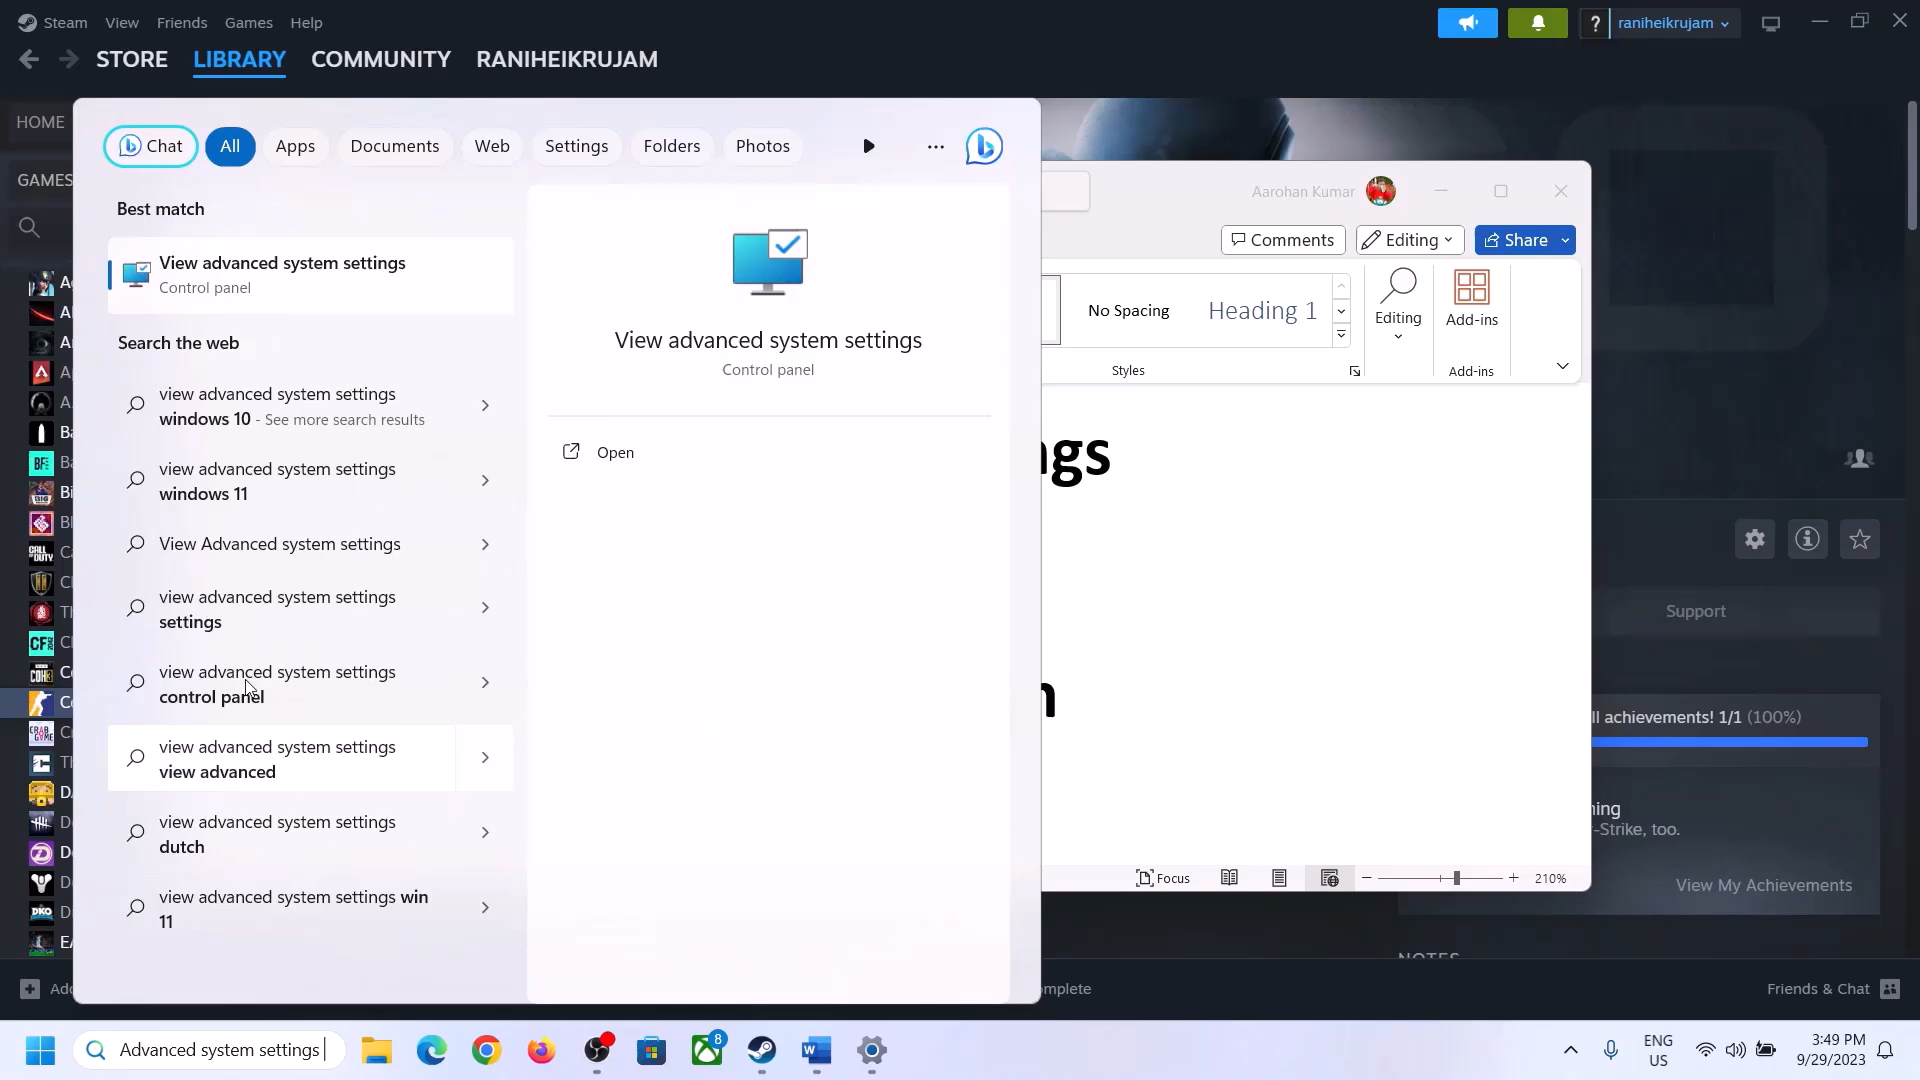 Steam View Friends Games Help
raniheikrujam
STORE LIBRARY COMMUNITY RANIHEIKRUJAM
HOME
GAMES
Chat All Apps Documents Web Settings Folders Photos
Best match
View advanced system settings
Control panel
Search the web
view advanced system settings
windows 10 - See more search results
view advanced system settings
windows 11
View Advanced system settings
view advanced system settings
settings
view advanced system settings
control panel
view advanced system settings
view advanced
view advanced system settings
dutch
view advanced system settings win
11
View advanced system settings
Control panel
Open
Aarohan Kumar
Comments Editing Share
No Spacing Heading 1
Editing
Add-ins
Styles
Add-ins
ngs
n
Focus
210%
Support
ll achievements! 1/1 (100%)
ning
r-Strike, too.
View My Achievements
NOTES
Add
mplete
Friends & Chat
Advanced system settings
8
ENG
US
3:49 PM
9/29/2023